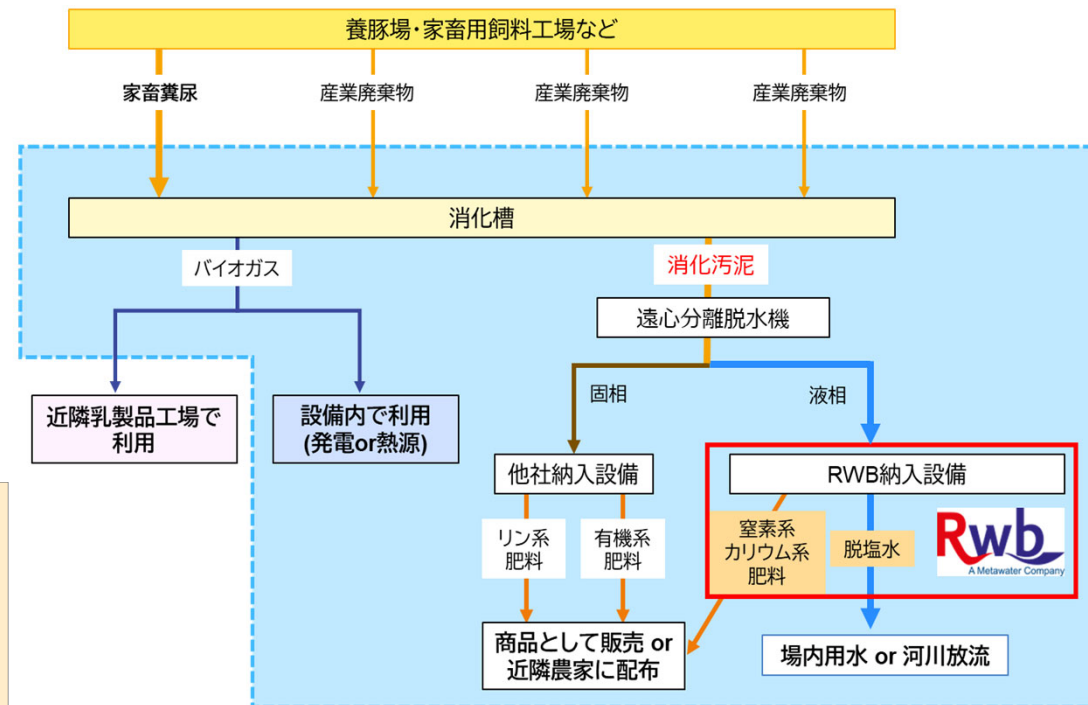 養豚場・家畜用飼料工場など
家畜糞尿
産業廃棄物
産業廃棄物
産業廃棄物
消化槽
バイオガス
消化汚泥
遠心分離脱水機
固相
液相
近隣乳製品工場で
利用
設備内で利用
(発電or熱源)
他社納入設備
RWB納入設備
リン系
肥料
有機系
肥料
窒素系
カリウム系
肥料
脱塩水
Rwb
A Metawater Company
商品として販売 or
近隣農家に配布
場内用水 or 河川放流